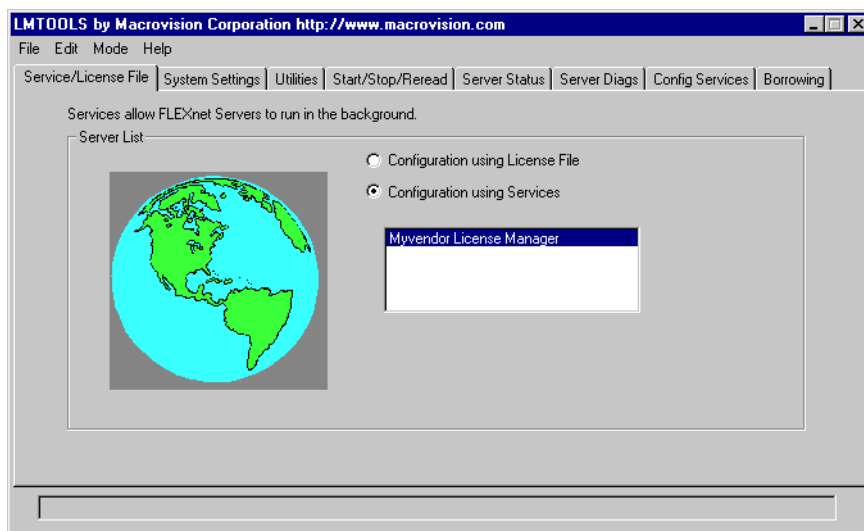 LMTOOLS by Macrovision Corporation http://www.macrovision.com
File Edit Mode Help
Service/License File System Settings Utilities Start/Stop/Reread Server Status Server Diags Config Services Borrowing
Services allow FLEXnet Servers to run in the background.
Server List
Configuration using License File
Configuration using Services
Myvendor License Manager